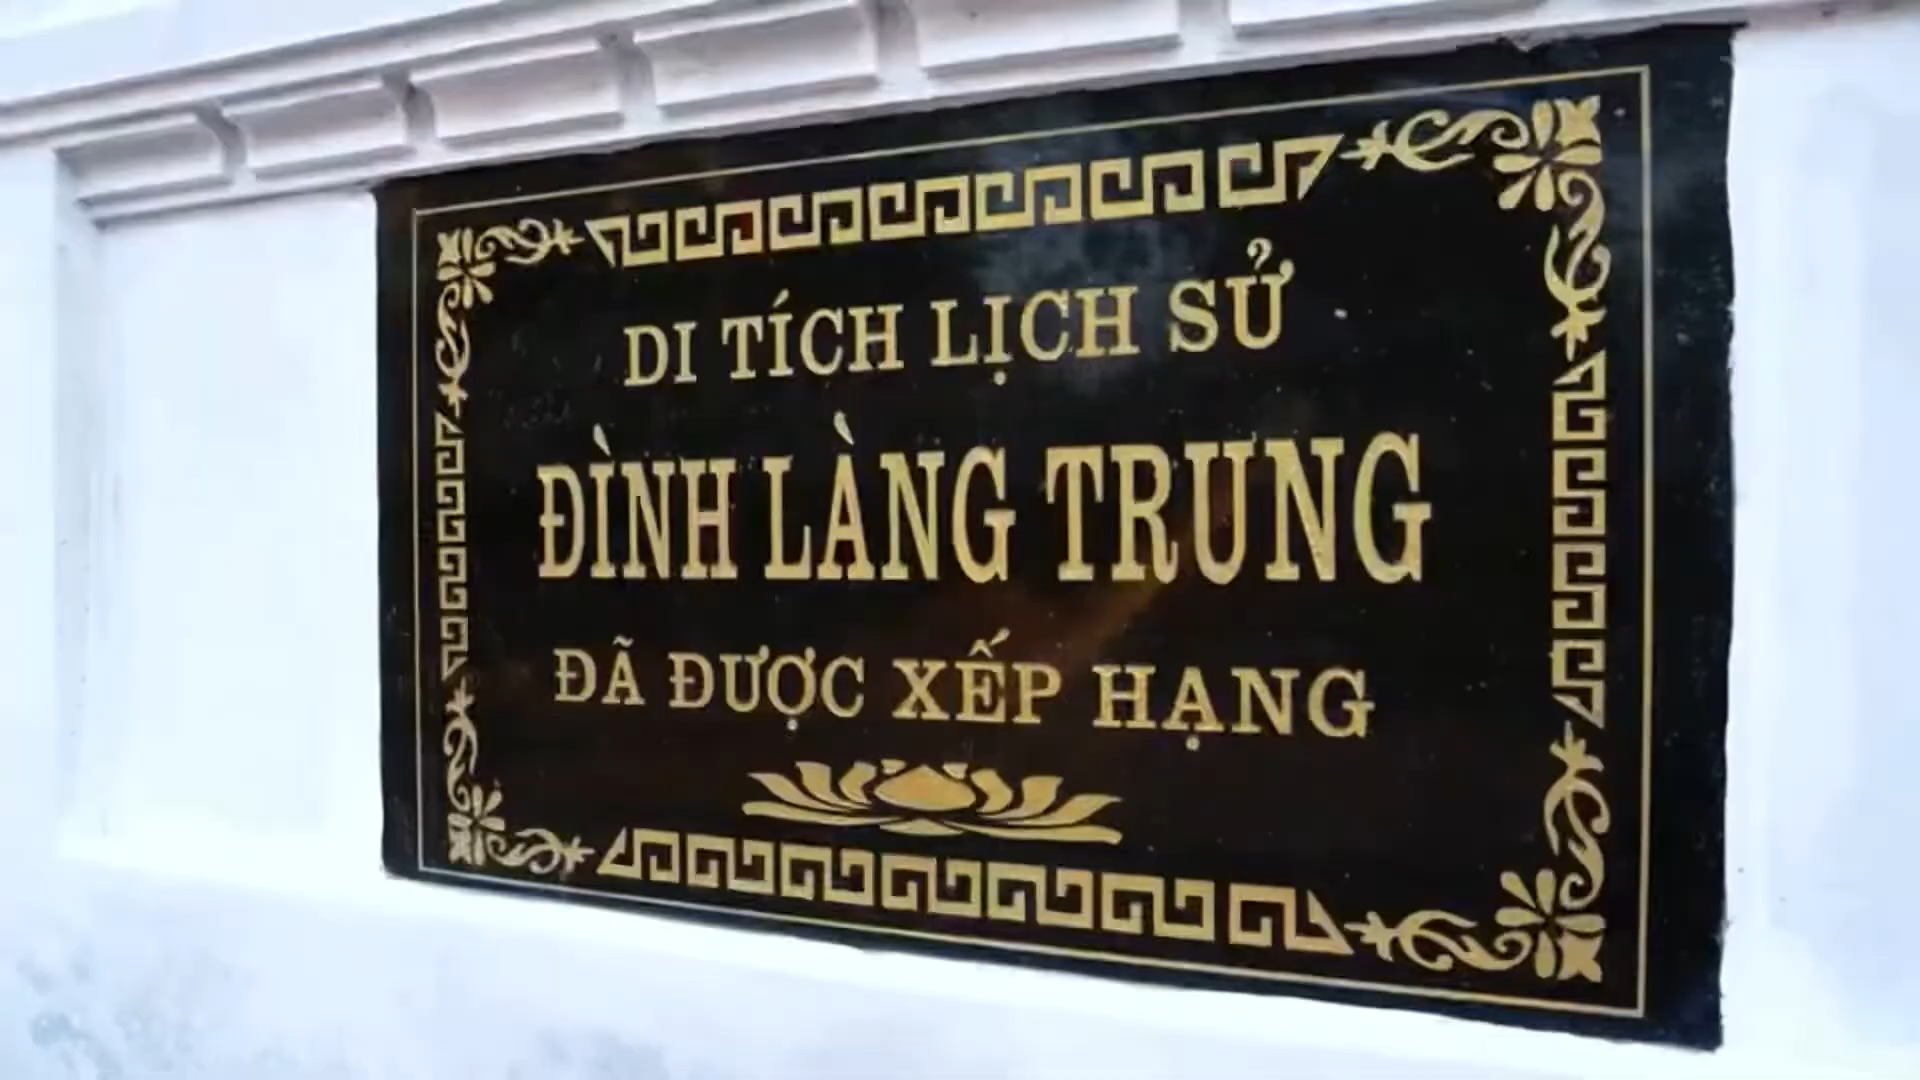 DI TÍCH LỊCH SỬ
ĐÌNH LÀNG TRUNG
ĐÃ ĐƯỢC XẾP HẠNG